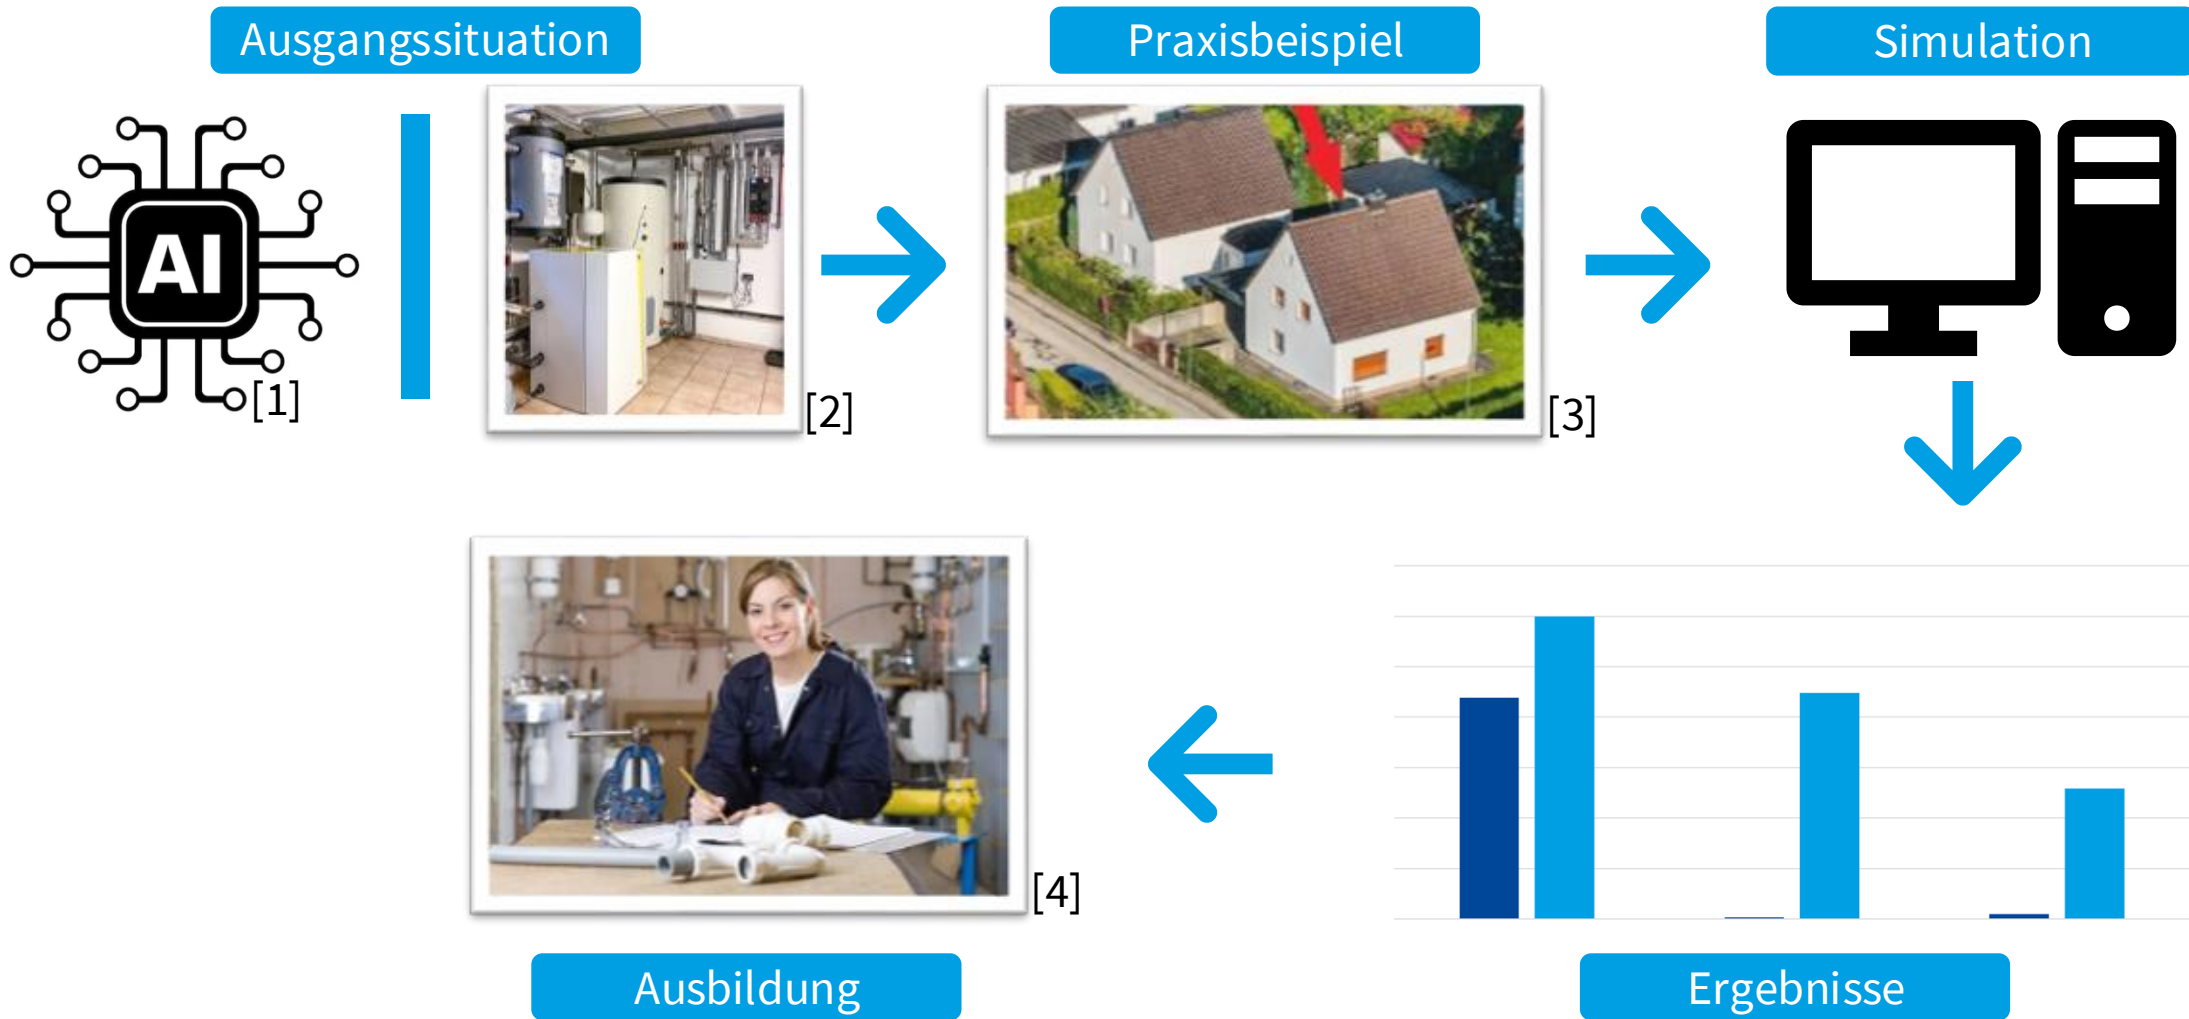 Ausgangssituation
Praxisbeispiel
Simulation
AI
[1]
[2]
[3]
[4]
Ausbildung
Ergebnisse